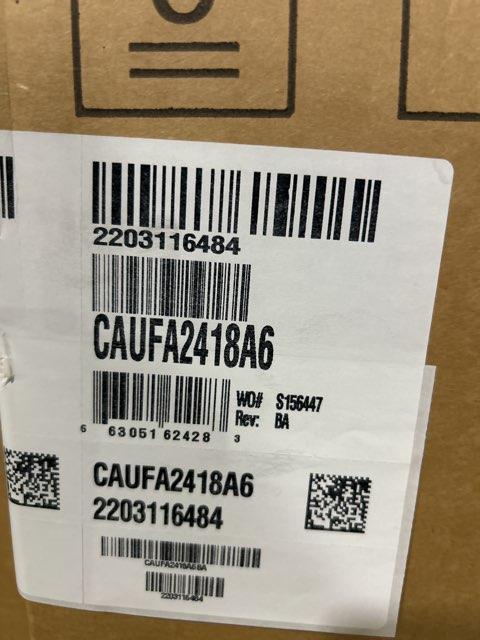 2203116484
CAUFA2418A6
WO# S156447
Rev: BA
6 63051 62428 3
CAUFA2418A6
2203116484
CAUFA2418A6BA
2203116484